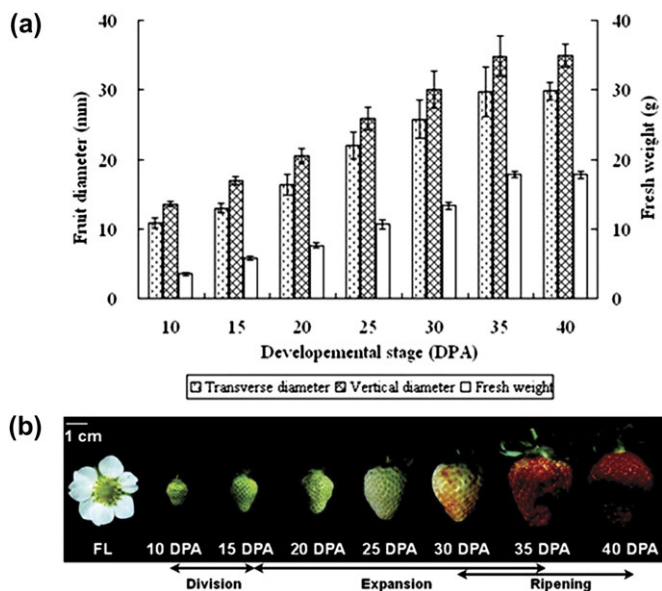 (a)
40
30
20
10
0
Fruit diameter (mm)
40
30
20
10
0
Fresh weight (g)
10 15 20 25 30 35 40
Developemental stage (DPA)
Transverse diameter Vertical diameter Fresh weight
(b)
1 cm
FL 10 DPA 15 DPA 20 DPA 25 DPA 30 DPA 35 DPA 40 DPA
Division Expansion Ripening